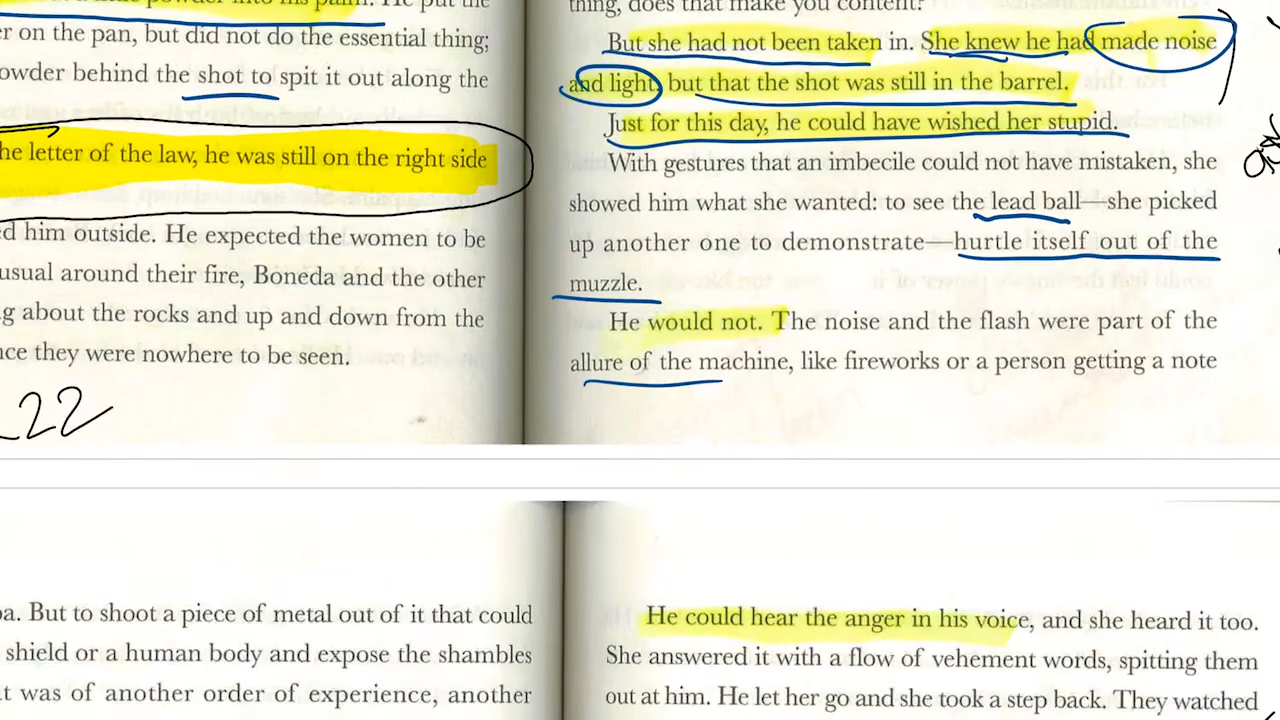 er on the pan, but did not do the essential thing;
owder behind the shot to spit it out along the
he letter of the law, he was still on the right side
ed him outside. He expected the women to be
usual around their fire, Boneda and the other
g about the rocks and up and down from the
nce they were nowhere to be seen.
22
thing, does that make you content?
But she had not been taken in. She knew he had made noise
and light, but that the shot was still in the barrel.
Just for this day, he could have wished her stupid.
With gestures that an imbecile could not have mistaken, she
showed him what she wanted: to see the lead ball—she picked
up another one to demonstrate—hurtle itself out of the
muzzle.
He would not. The noise and the flash were part of the
allure of the machine, like fireworks or a person getting a note
pa. But to shoot a piece of metal out of it that could
shield or a human body and expose the shambles
t was of another order of experience, another
He could hear the anger in his voice, and she heard it too.
She answered it with a flow of vehement words, spitting them
out at him. He let her go and she took a step back. They watched